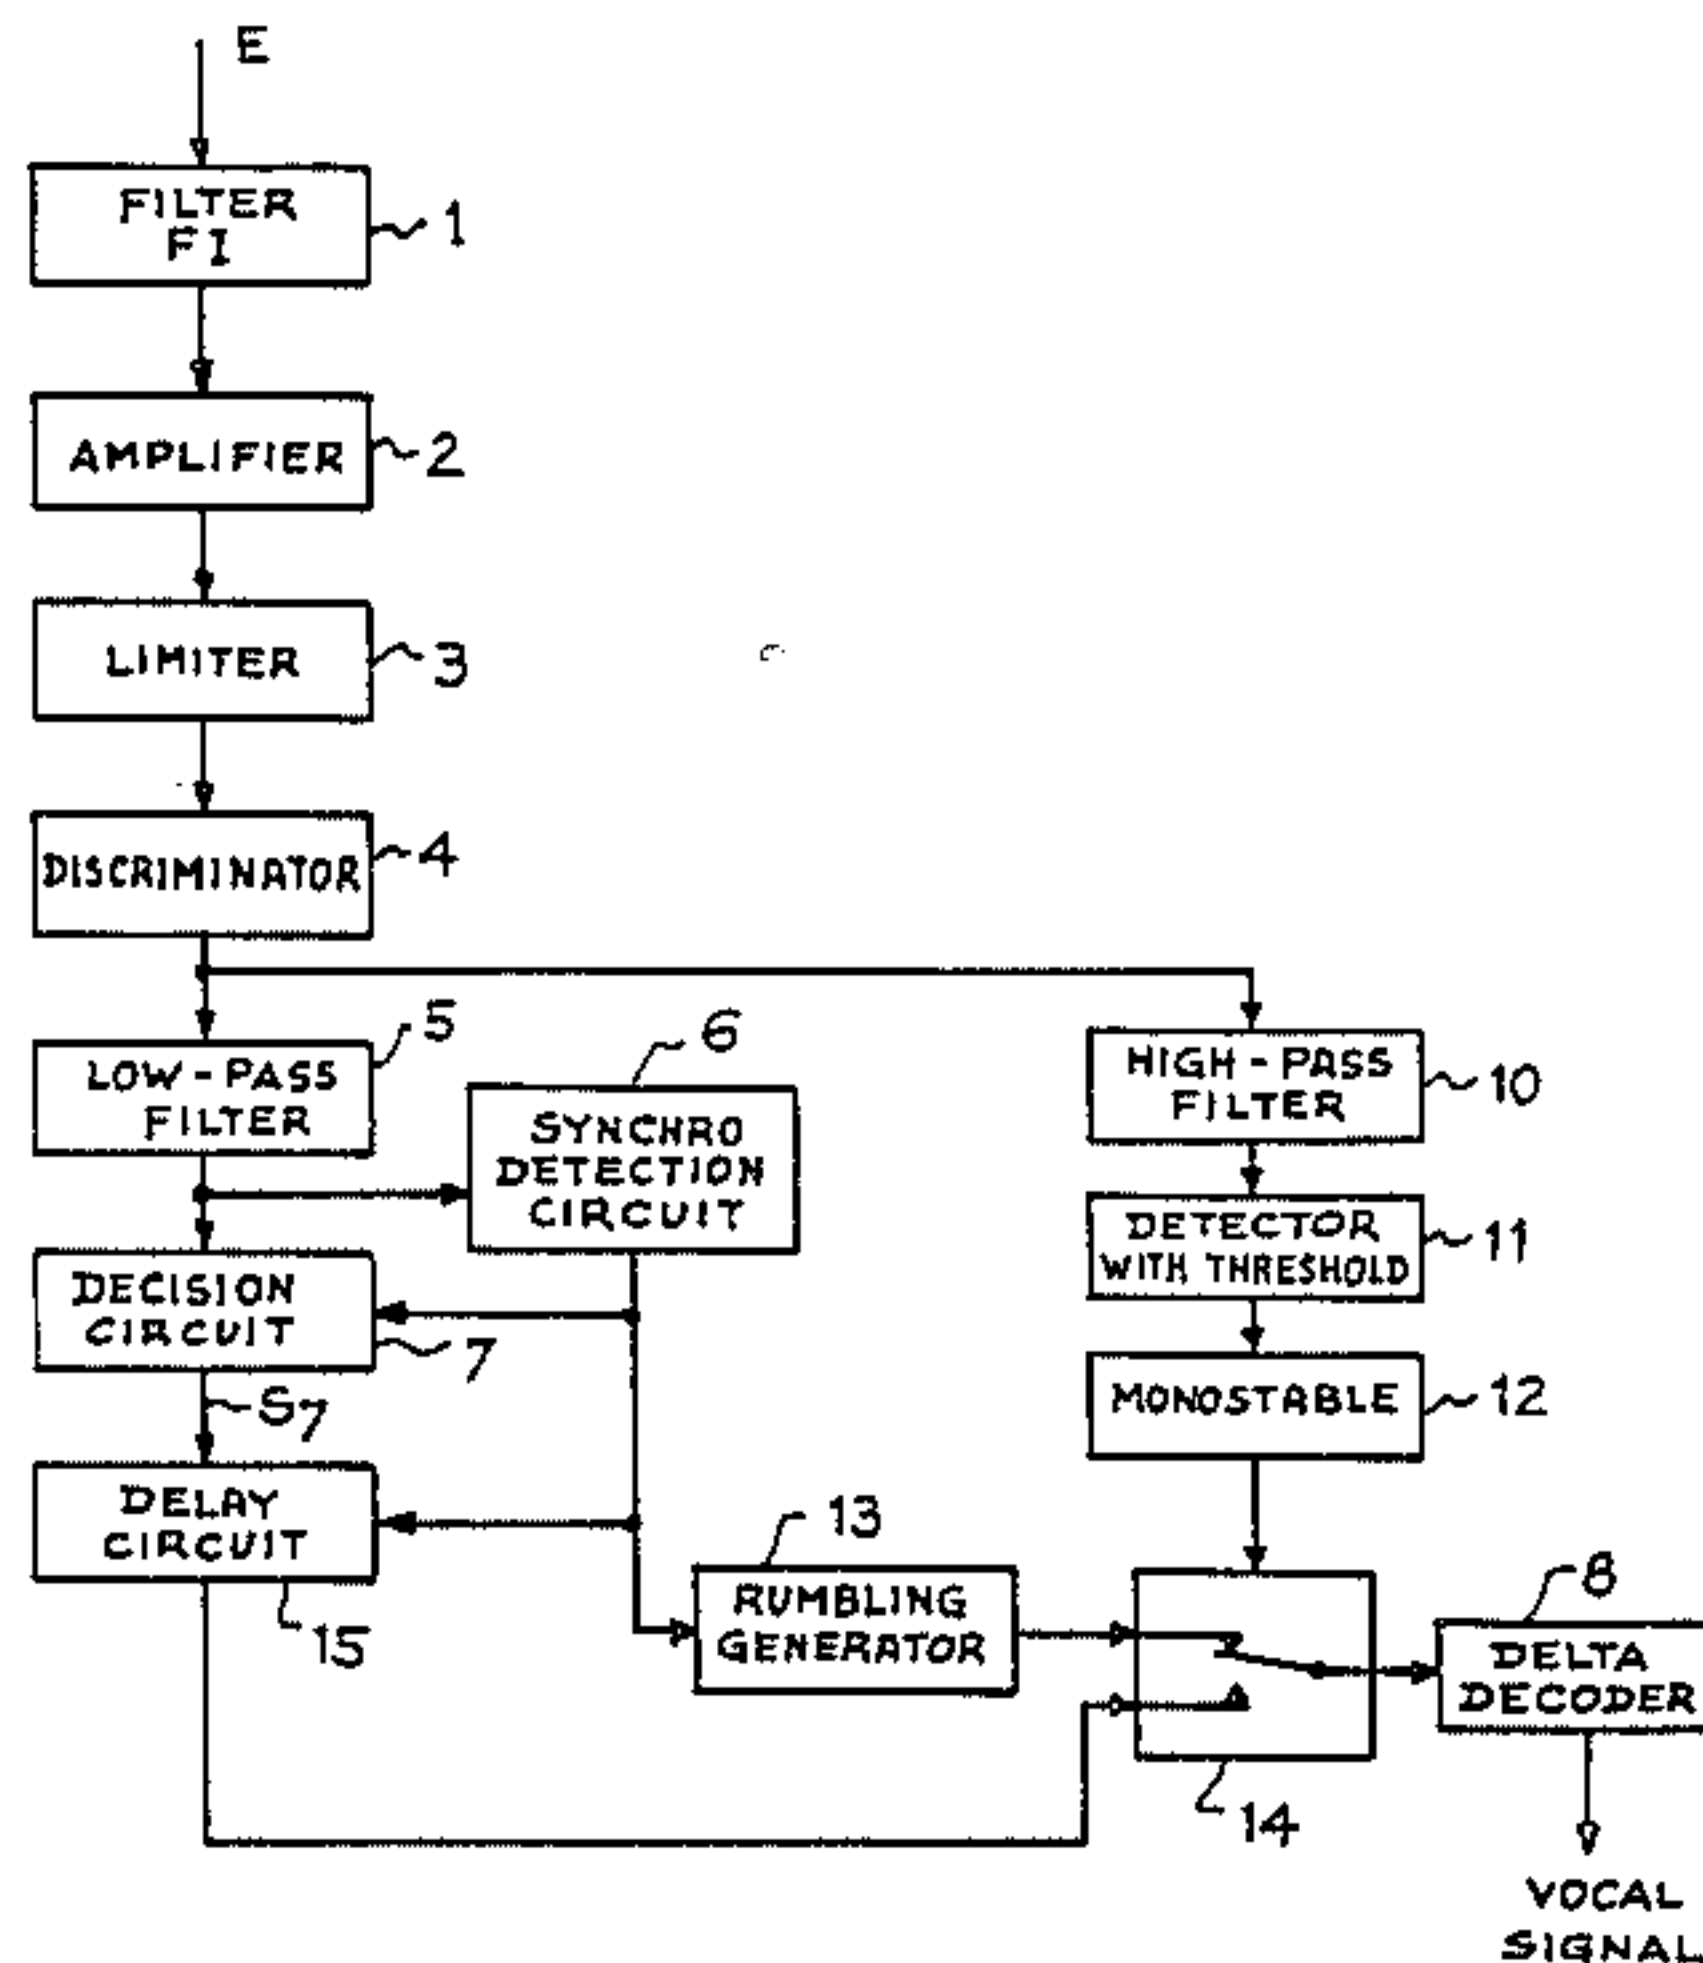 E
FILTER
FI
1
AMPLIFIER
2
LIMITER
3
DISCRIMINATOR
4
LOW-PASS
FILTER
5
SYNCHRO
DETECTION
CIRCUIT
6
HIGH-PASS
FILTER
10
DETECTOR
WITH THRESHOLD
11
DECISION
CIRCUIT
7
MONOSTABLE
12
S7
DELAY
CIRCUIT
15
RUMBLING
GENERATOR
13
14
DELTA
DECODER
8
VOCAL
SIGNAL